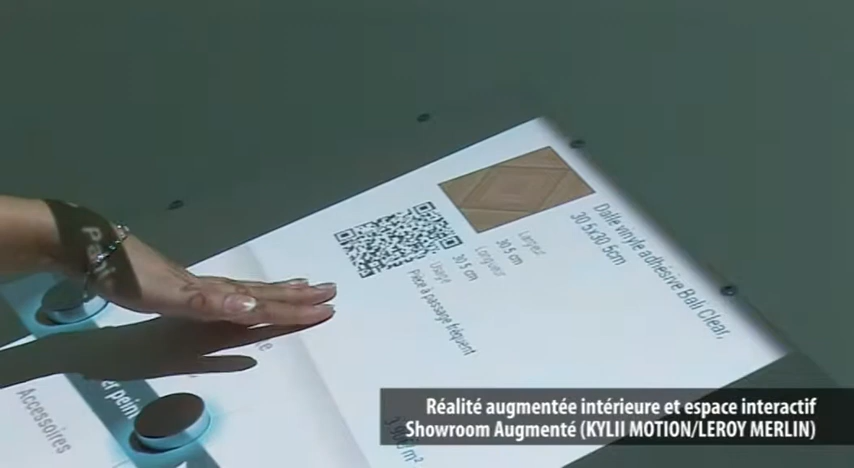 Dalle vinyle adhésive Bali Clear,
30.5x30.5cm
Largeur
30.5 cm
Longueur
30.5 cm
Usage
Pièce à passage fréquent
Accessoires
Réalité augmentée intérieure et espace interactif
Showroom Augmenté (KYLII MOTION/LEROY MERLIN)